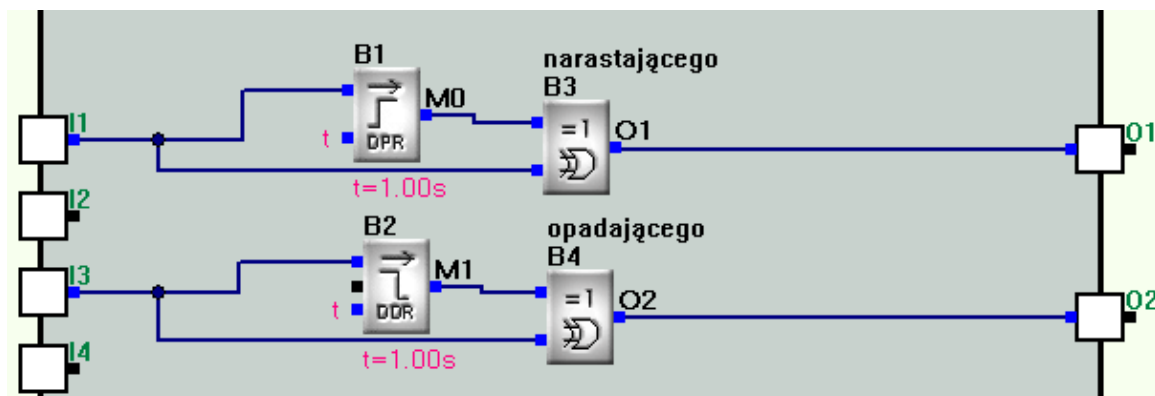 narastającego
B1
B3
M0
I1
=1
O1
O1
t
DPR
t=1.00s
I2
B2
opadającego
B4
M1
I3
=1
O2
O2
t
DDR
t=1.00s
I4